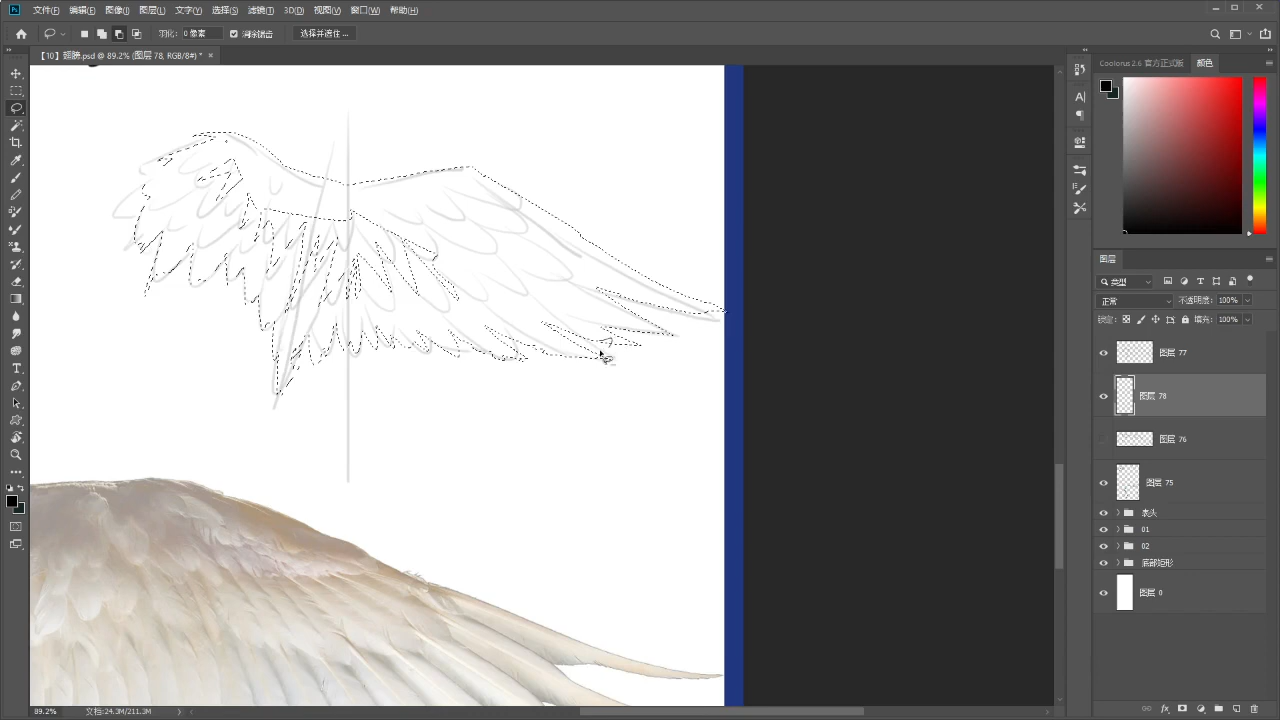 Ps 文件(F) 编辑(E) 图像(I) 图层(L) 文字(Y) 选择(S) 滤镜(T) 3D(D) 视图(V) 窗口(W) 帮助(H)
羽化: 0 像素 消除锯齿 选择并遮住 ...
【10】翅膀.psd @ 89.2% (图层 78, RGB/8#) * ×
Coolorus 2.6 官方正式版 颜色
图层
类型
正常 不透明度: 100%
锁定: 填充: 100%
图层 77
图层 78
图层 76
图层 75
表头
01
02
底部矩形
图层 0
89.2% 文档:24.3M/211.3M